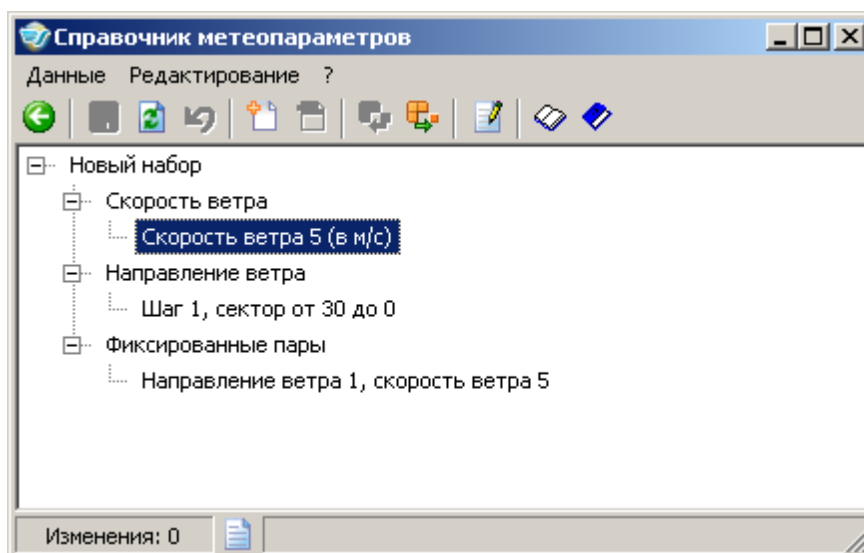 Справочник метеопараметров
Данные Редактирование ?
Новый набор
Скорость ветра
Скорость ветра 5 (в м/с)
Направление ветра
Шаг 1, сектор от 30 до 0
Фиксированные пары
Направление ветра 1, скорость ветра 5
Изменения: 0